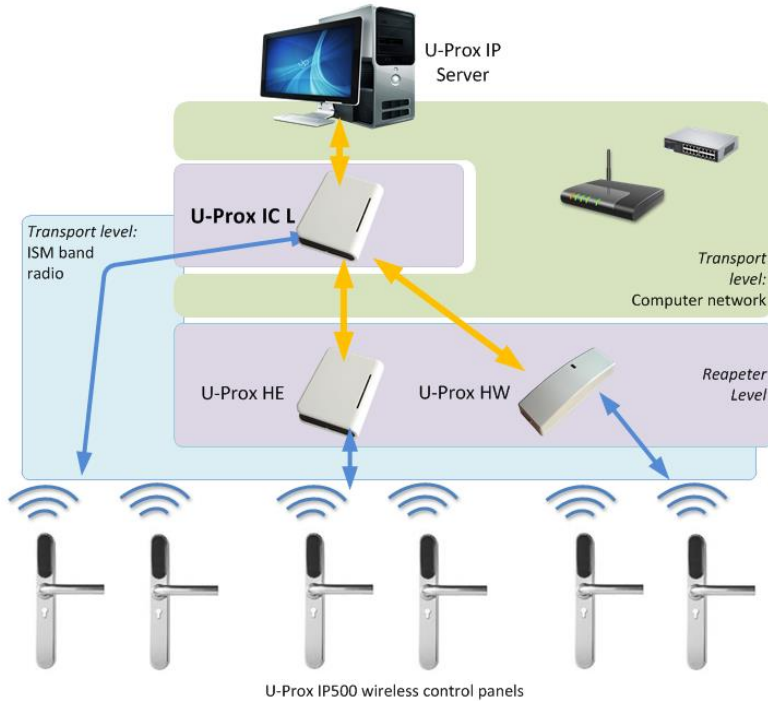 U-Prox IP
Server
U-Prox IC L
Transport level:
ISM band
radio
Transport
level:
Computer network
U-Prox HE
U-Prox HW
Reapeter
Level
U-Prox IP500 wireless control panels